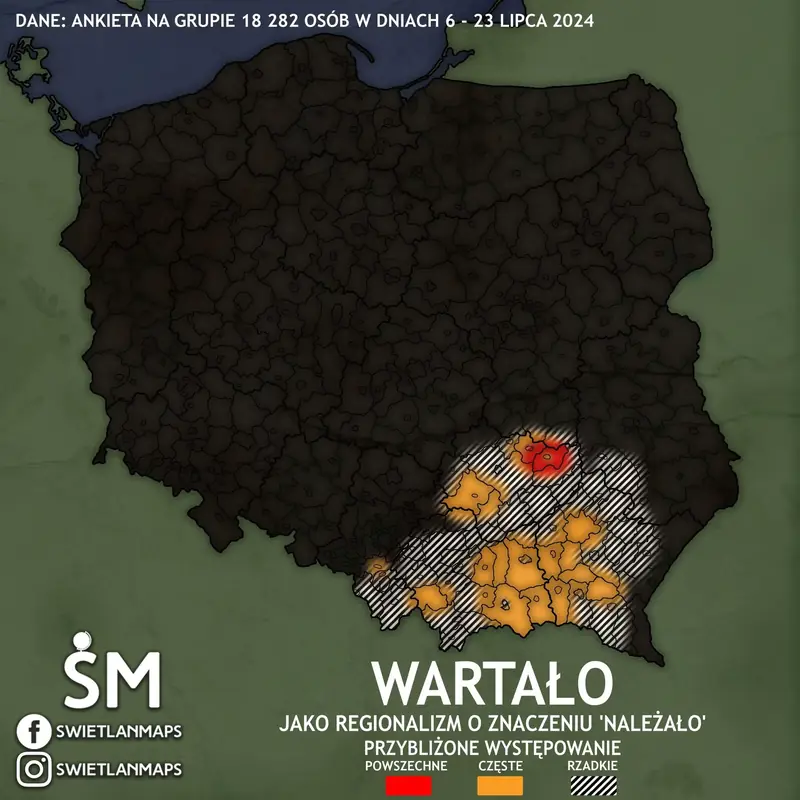 DANE: ANKIETA NA GRUPIE 18 282 OSÓB W DNIACH 6 - 23 LIPCA 2024
ŚM
SWIETLANMAPS
SWIETLANMAPS
WARTAŁO
JAKO REGIONALIZM O ZNACZENIU 'NALEŻAŁO'
PRZYBLIŻONE WYSTĘPOWANIE
POWSZECHNE CZĘSTE RZADKIE